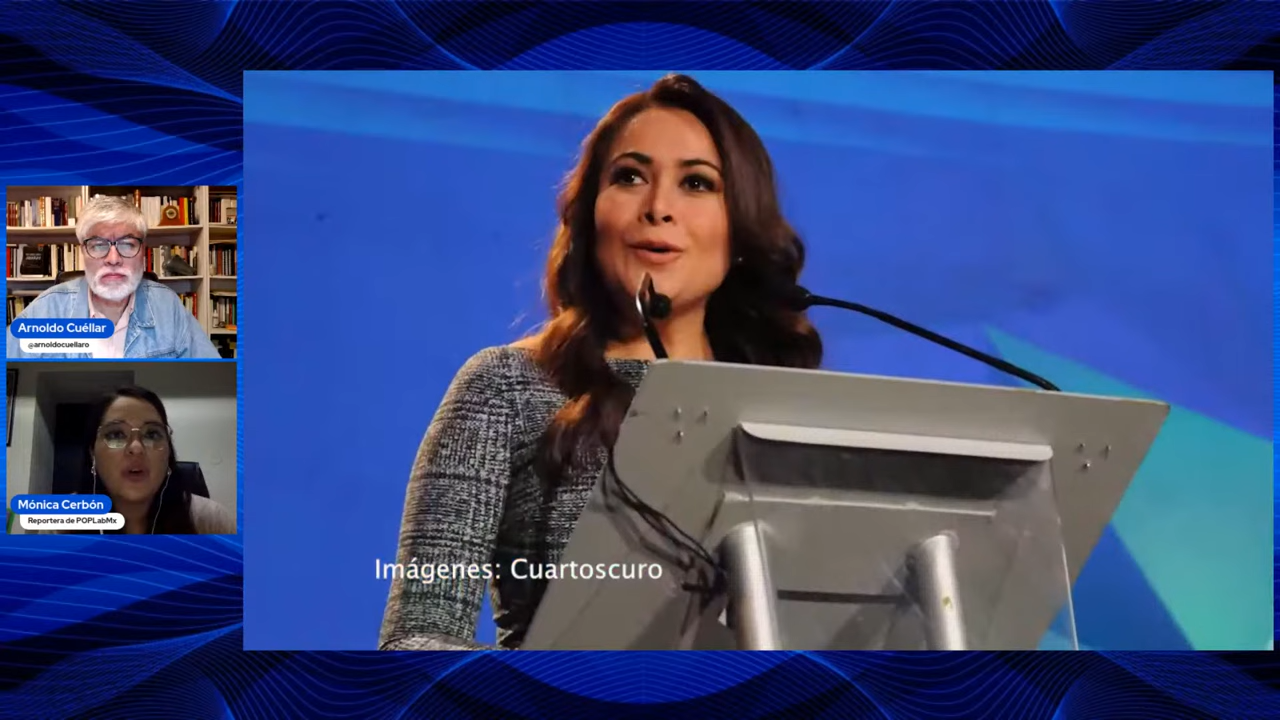 Arnoldo Cuéllar
@arnoldocuellaro
Mónica Cerbón
Reportera de POPLabMx
Imágenes: Cuartoscuro